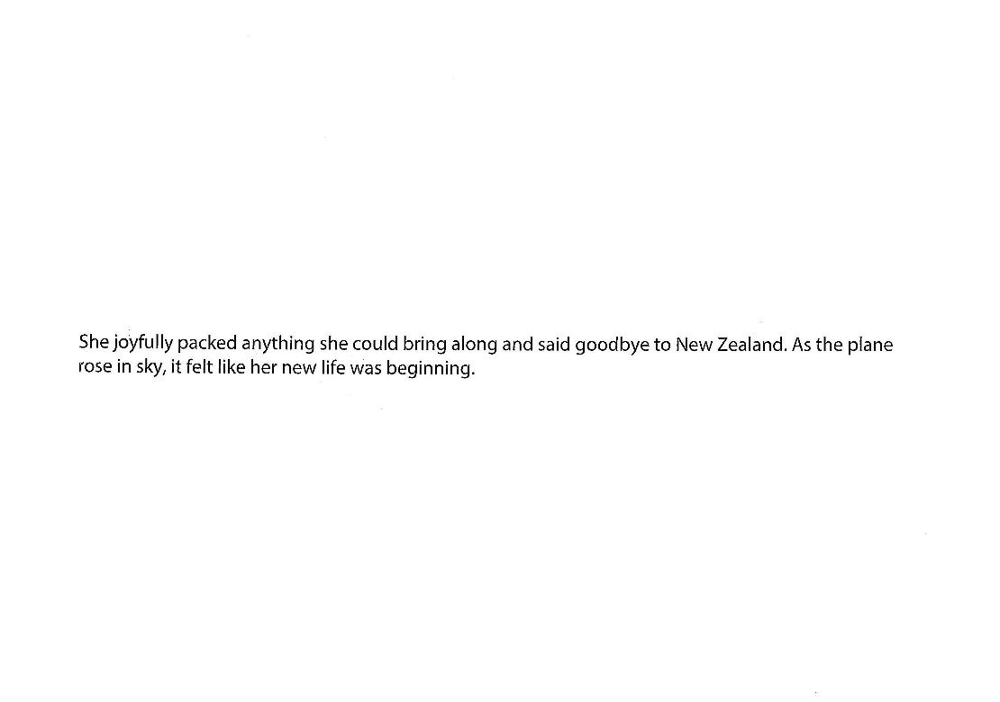 She joyfully packed anything she could bring along and said goodbye to New Zealand. As the plane
rose in sky, it felt like her new life was beginning.